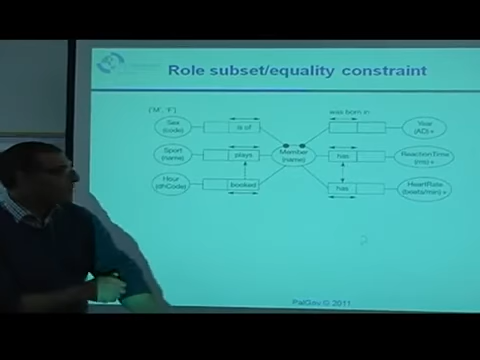 Role subset/equality constraint
{'M', 'F'}
was born in
Sex
(code)
is of
Year
(AD)+
Sport
(name)
plays
Member
(name)
has
ReactionTime
(ms)+
Hour
(dhCode)
booked
has
HeartRate
(beats/min)+
PalGov © 2011